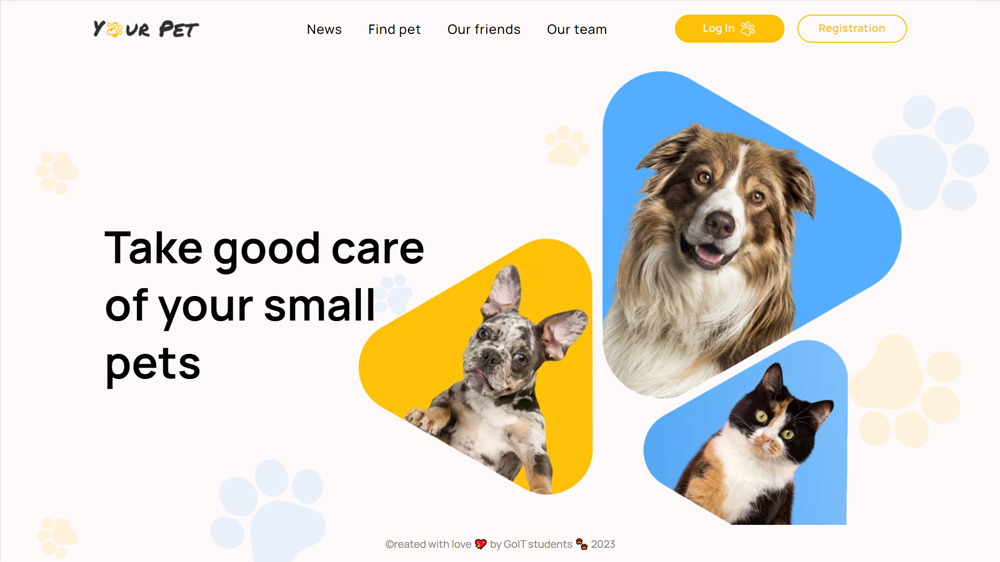 Your Pet
News Find pet Our friends Our team Log In Registration
Take good care
of your small
pets
©reated with love by GoIT students 2023